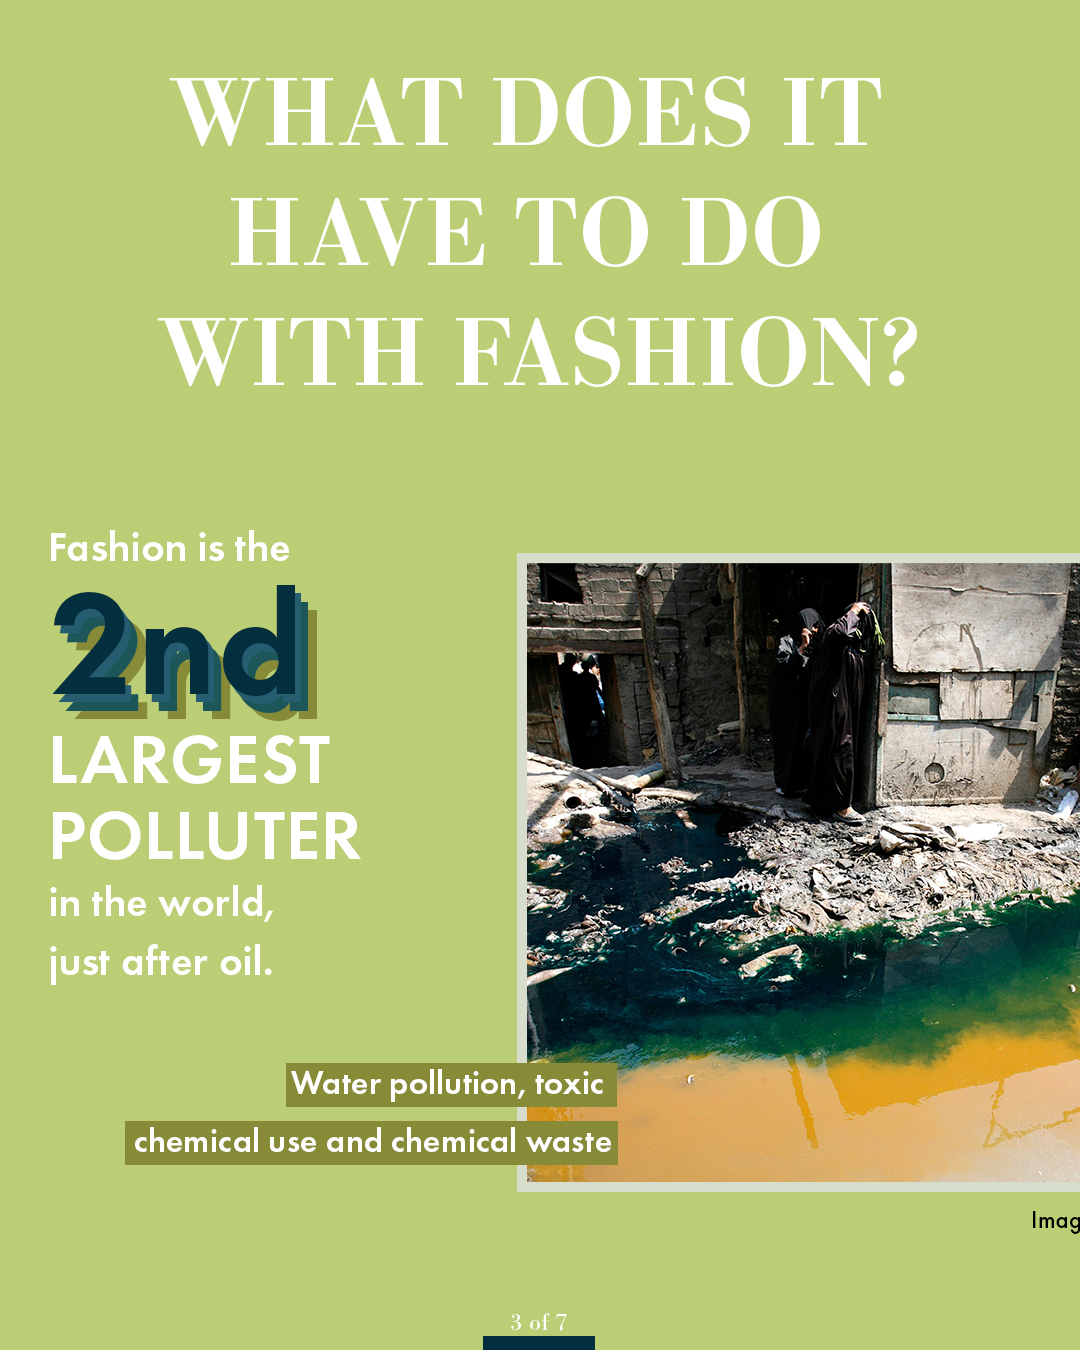 WHAT DOES IT
HAVE TO DO
WITH FASHION?
Fashion is the
2nd
LARGEST
POLLUTER
in the world,
just after oil.
Water pollution, toxic
chemical use and chemical waste
Imag
3 of 7